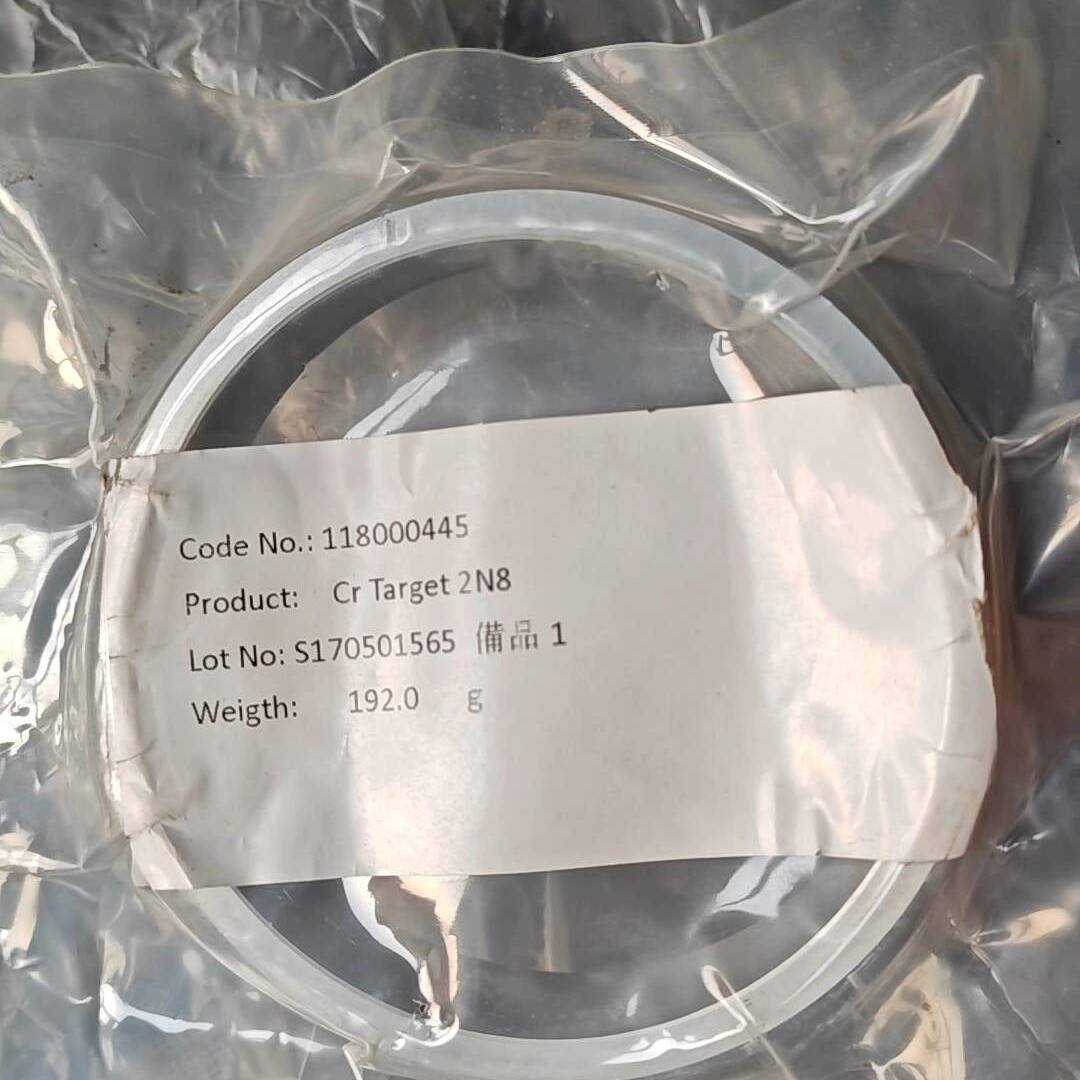 Code No.: 118000445
Product: Cr Target 2N8
Lot No: S170501565 備品 1
Weigth: 192.0 g